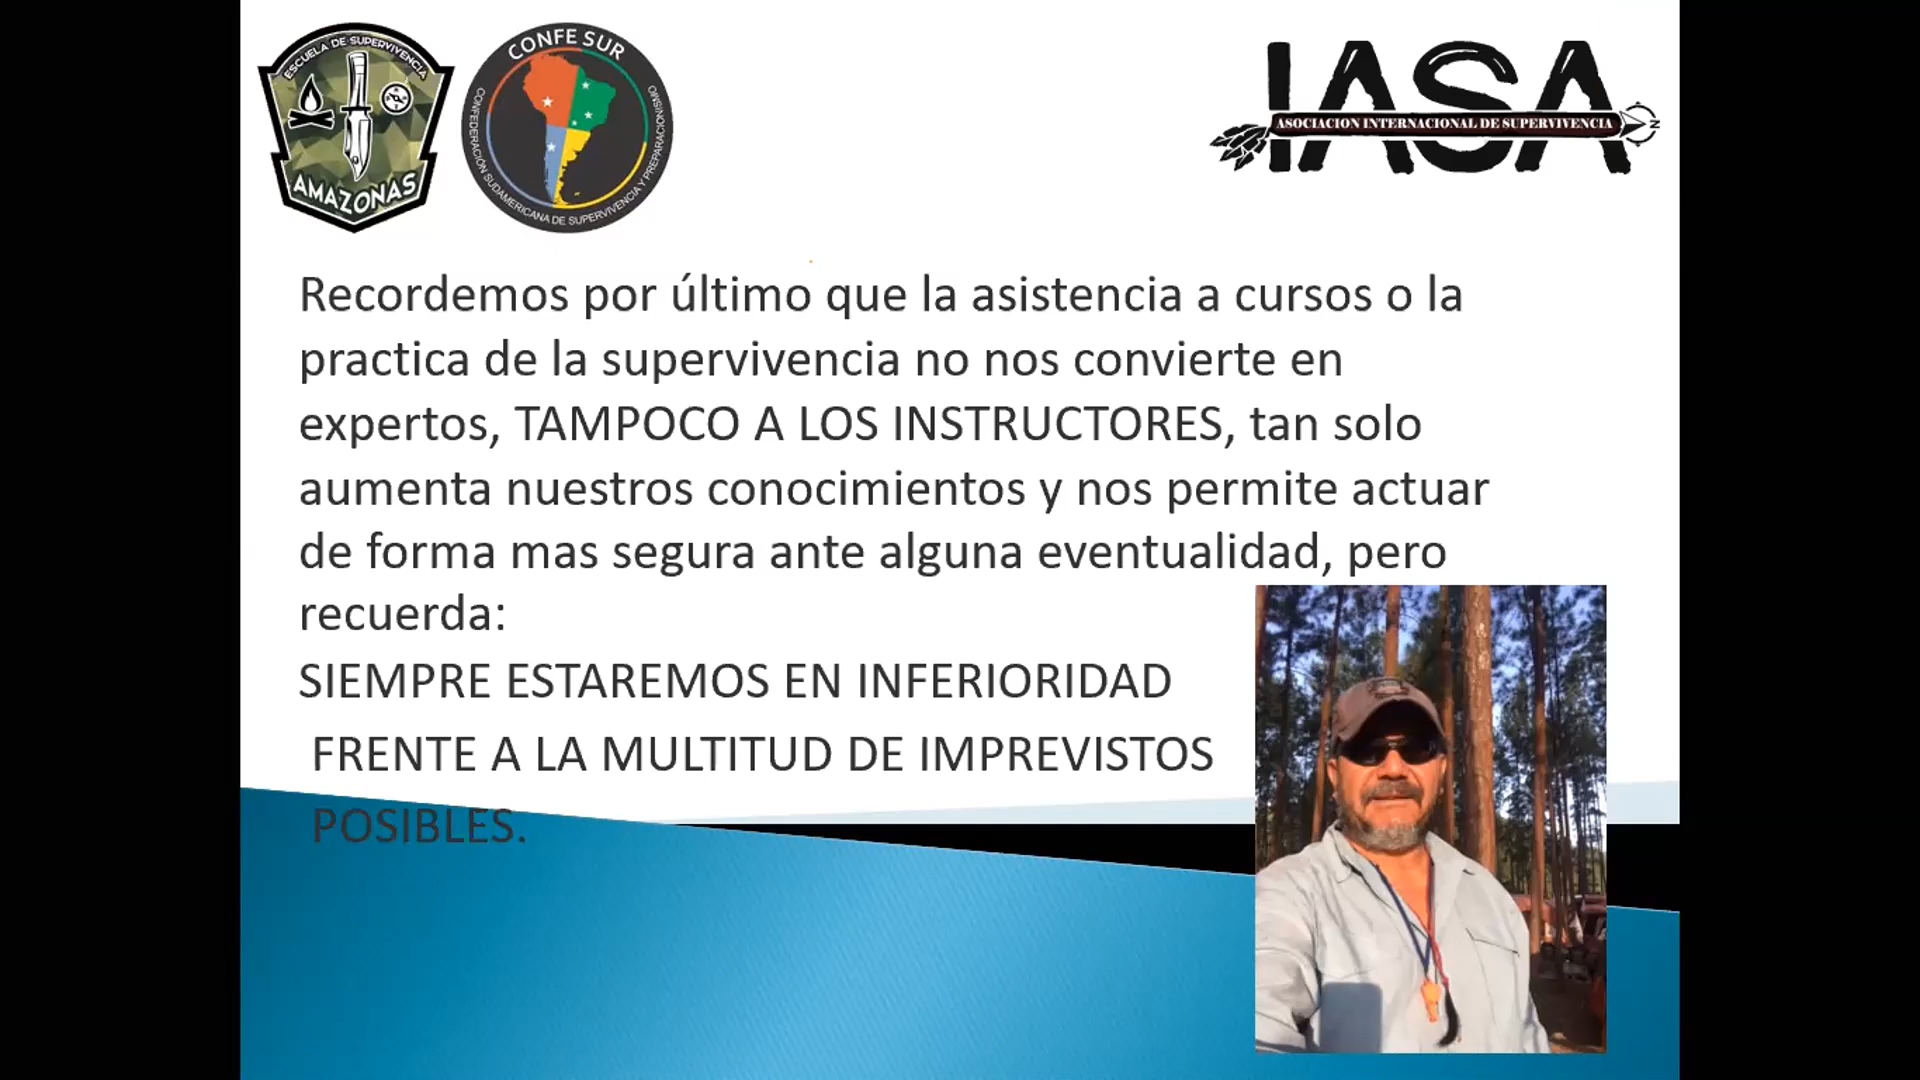 ESCUELA DE SUPERVIVENCIA
AMAZONAS
CONFE SUR
CONFEDERACIÓN SUDAMERICANA DE SUPERVIVENCIA Y PREPARACIONISMO
IASA
ASOCIACION INTERNACIONAL DE SUPERVIVENCIA
N
Recordemos por último que la asistencia a cursos o la
practica de la supervivencia no nos convierte en
expertos, TAMPOCO A LOS INSTRUCTORES, tan solo
aumenta nuestros conocimientos y nos permite actuar
de forma mas segura ante alguna eventualidad, pero
recuerda:
SIEMPRE ESTAREMOS EN INFERIORIDAD
FRENTE A LA MULTITUD DE IMPREVISTOS
POSIBLES.